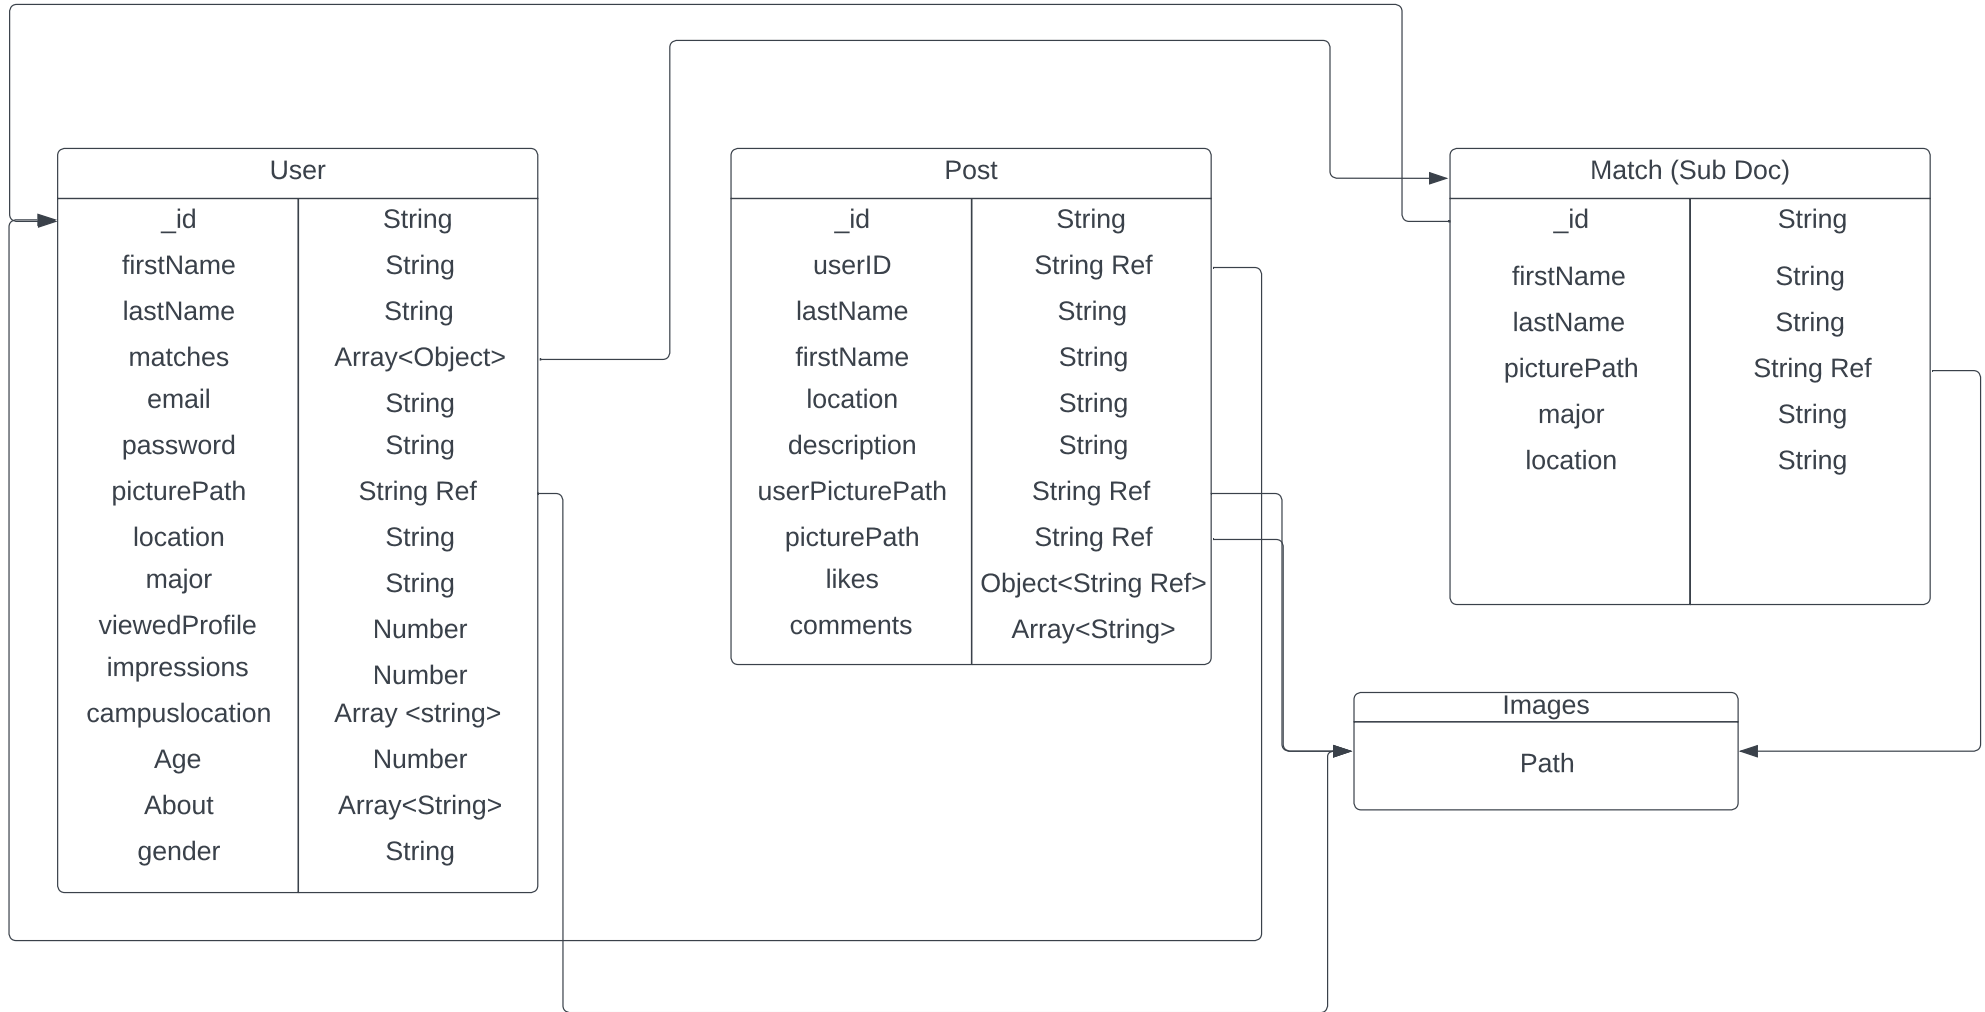 User
_id String
firstName String
lastName String
matches Array<Object>
email String
password String
picturePath String Ref
location String
major String
viewedProfile Number
impressions Number
campuslocation Array <string>
Age Number
About Array<String>
gender String
Post
_id String
userID String Ref
lastName String
firstName String
location String
description String
userPicturePath String Ref
picturePath String Ref
likes Object<String Ref>
comments Array<String>
Match (Sub Doc)
_id String
firstName String
lastName String
picturePath String Ref
major String
location String
Images
Path